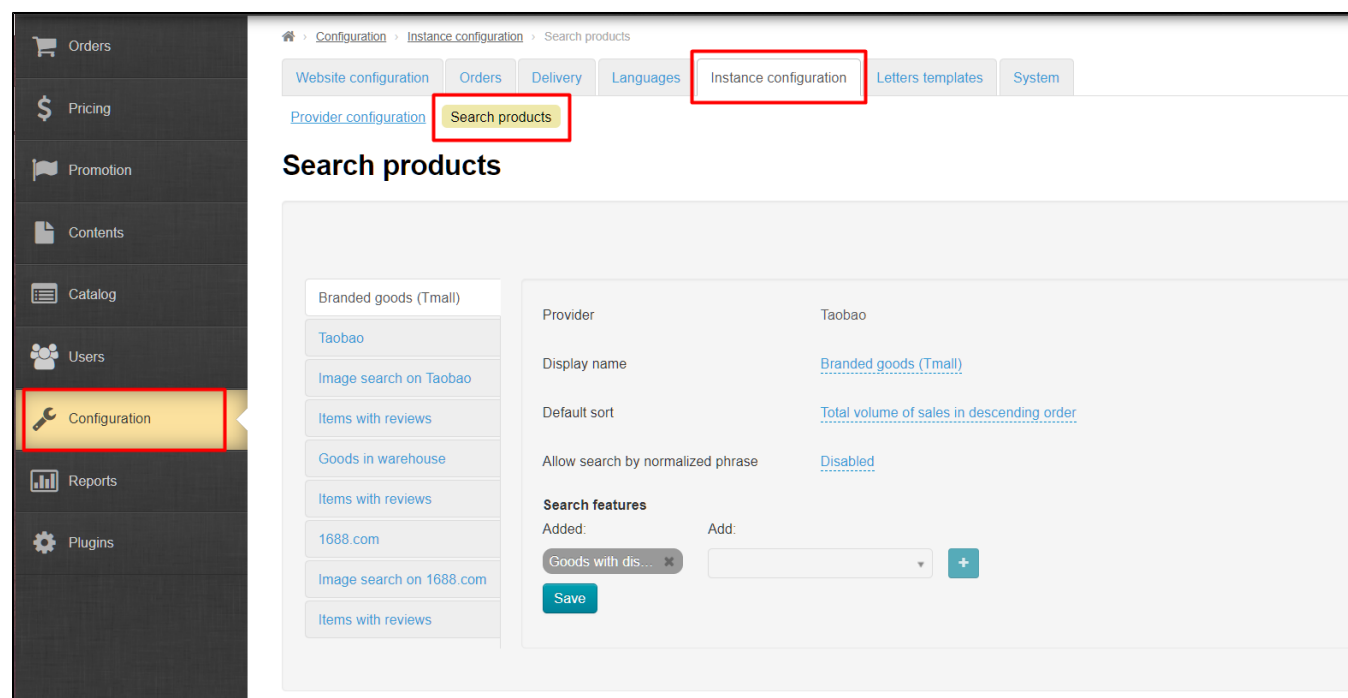 Orders
Pricing
Promotion
Contents
Catalog
Users
Configuration
Reports
Plugins
Configuration › Instance configuration › Search products
Website configuration Orders Delivery Languages Instance configuration Letters templates System
Provider configuration Search products
Search products
Branded goods (Tmall)
Taobao
Image search on Taobao
Items with reviews
Goods in warehouse
Items with reviews
1688.com
Image search on 1688.com
Items with reviews
Provider Taobao
Display name Branded goods (Tmall)
Default sort Total volume of sales in descending order
Allow search by normalized phrase Disabled
Search features
Added: Add:
Goods with dis...
Save